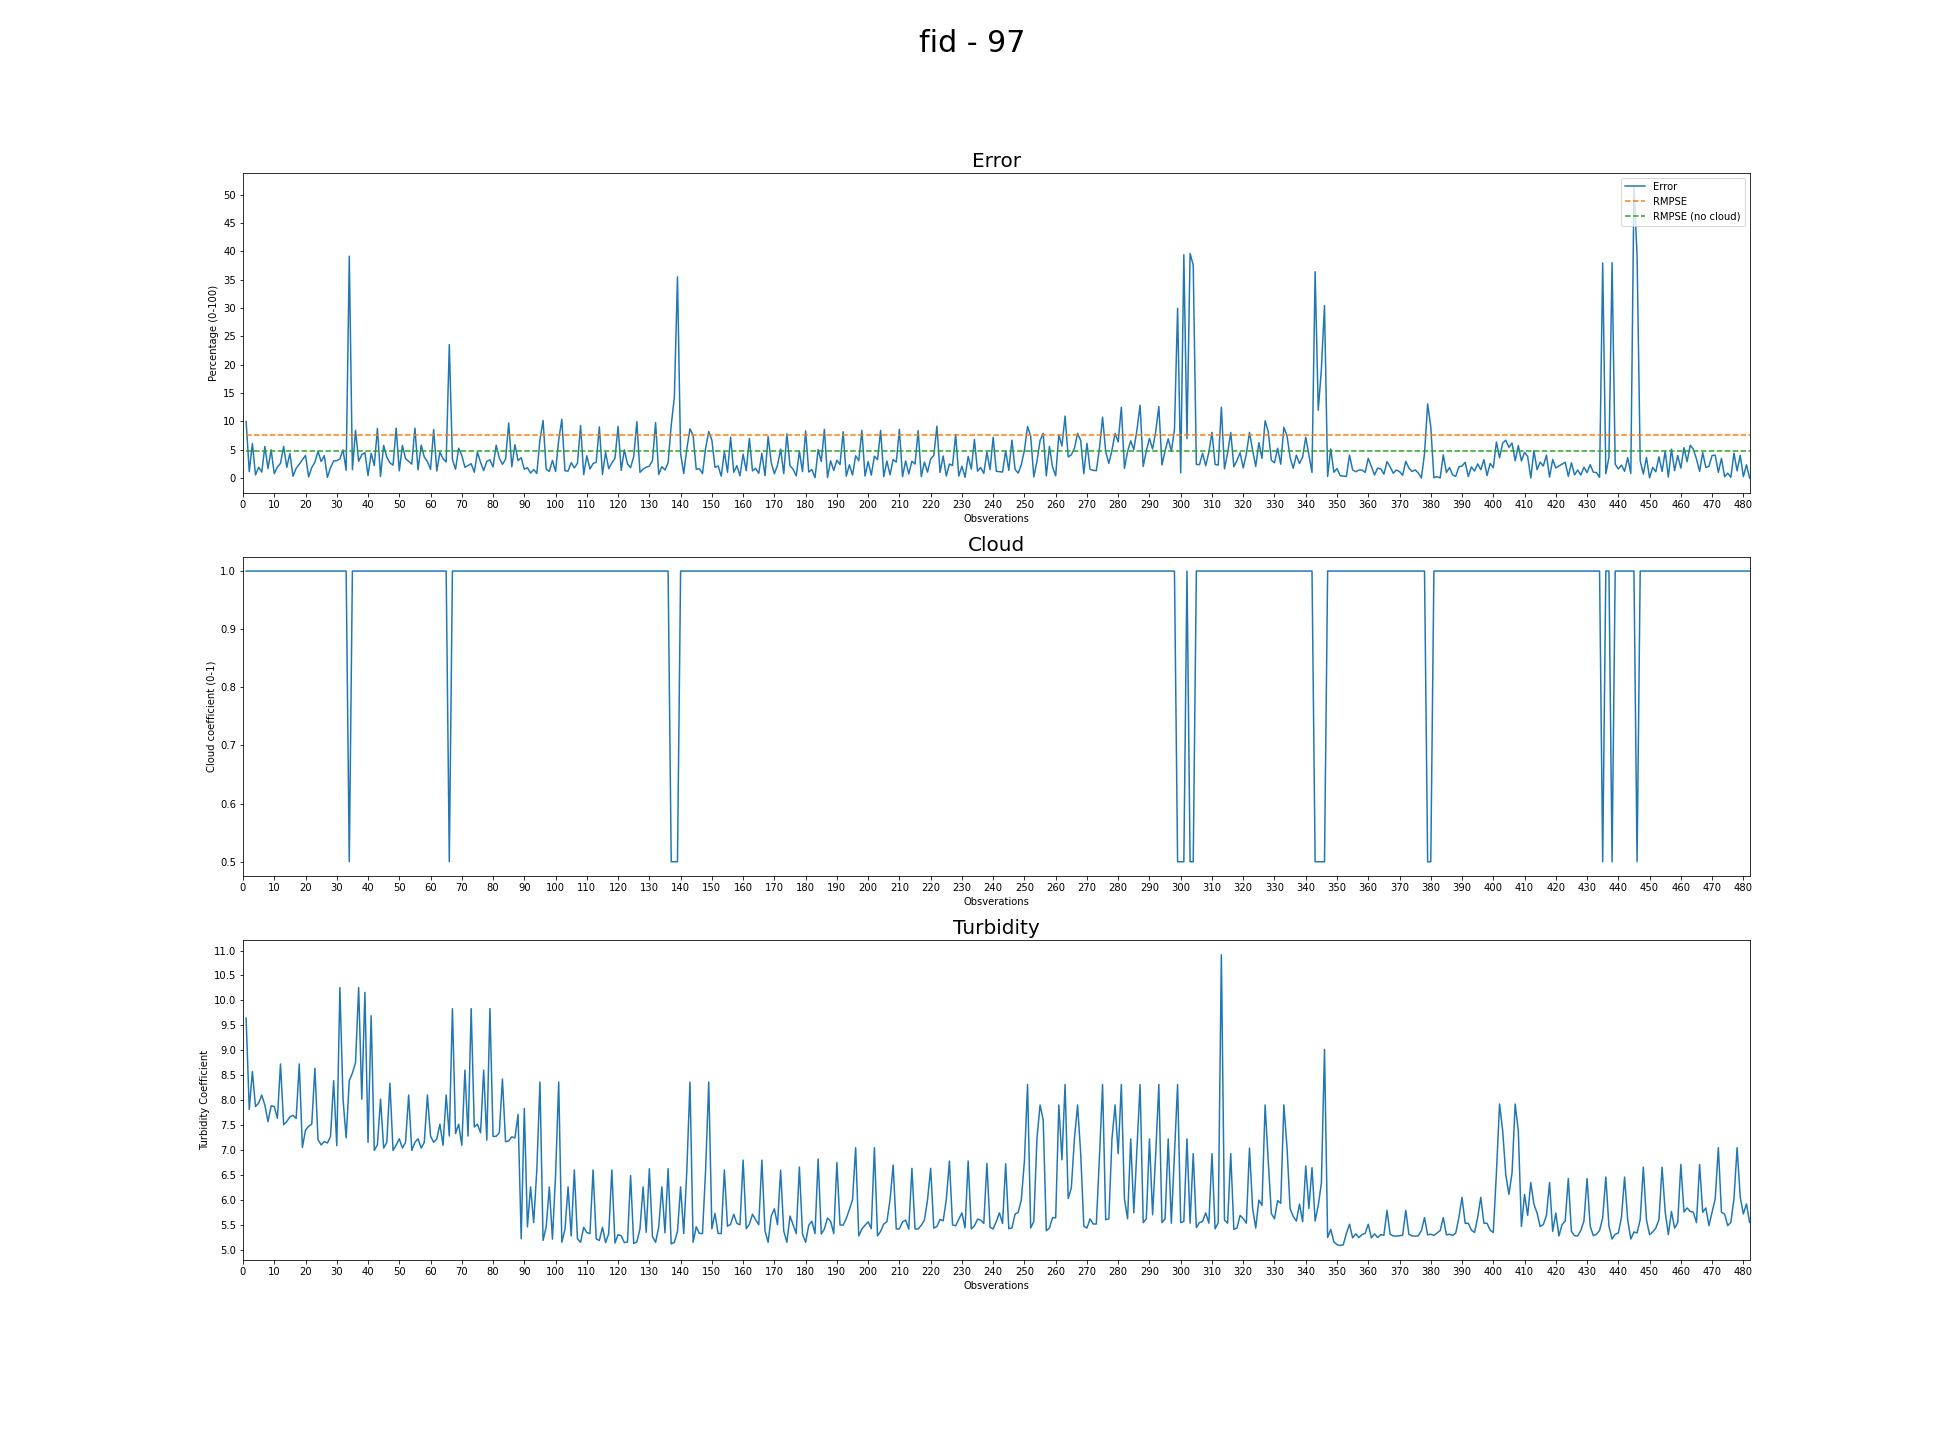 fid - 97
Error
Percentage (0-100)
50
45
40
35
30
25
20
15
10
5
0
Error
RMPSE
RMPSE (no cloud)
0 10 20 30 40 50 60 70 80 90 100 110 120 130 140 150 160 170 180 190 200 210 220 230 240 250 260 270 280 290 300 310 320 330 340 350 360 370 380 390 400 410 420 430 440 450 460 470 480
Obsverations
Cloud
Cloud coefficient (0-1)
1.0
0.9
0.8
0.7
0.6
0.5
0 10 20 30 40 50 60 70 80 90 100 110 120 130 140 150 160 170 180 190 200 210 220 230 240 250 260 270 280 290 300 310 320 330 340 350 360 370 380 390 400 410 420 430 440 450 460 470 480
Obsverations
Turbidity
Turbidity Coefficient
11.0
10.5
10.0
9.5
9.0
8.5
8.0
7.5
7.0
6.5
6.0
5.5
5.0
0 10 20 30 40 50 60 70 80 90 100 110 120 130 140 150 160 170 180 190 200 210 220 230 240 250 260 270 280 290 300 310 320 330 340 350 360 370 380 390 400 410 420 430 440 450 460 470 480
Obsverations